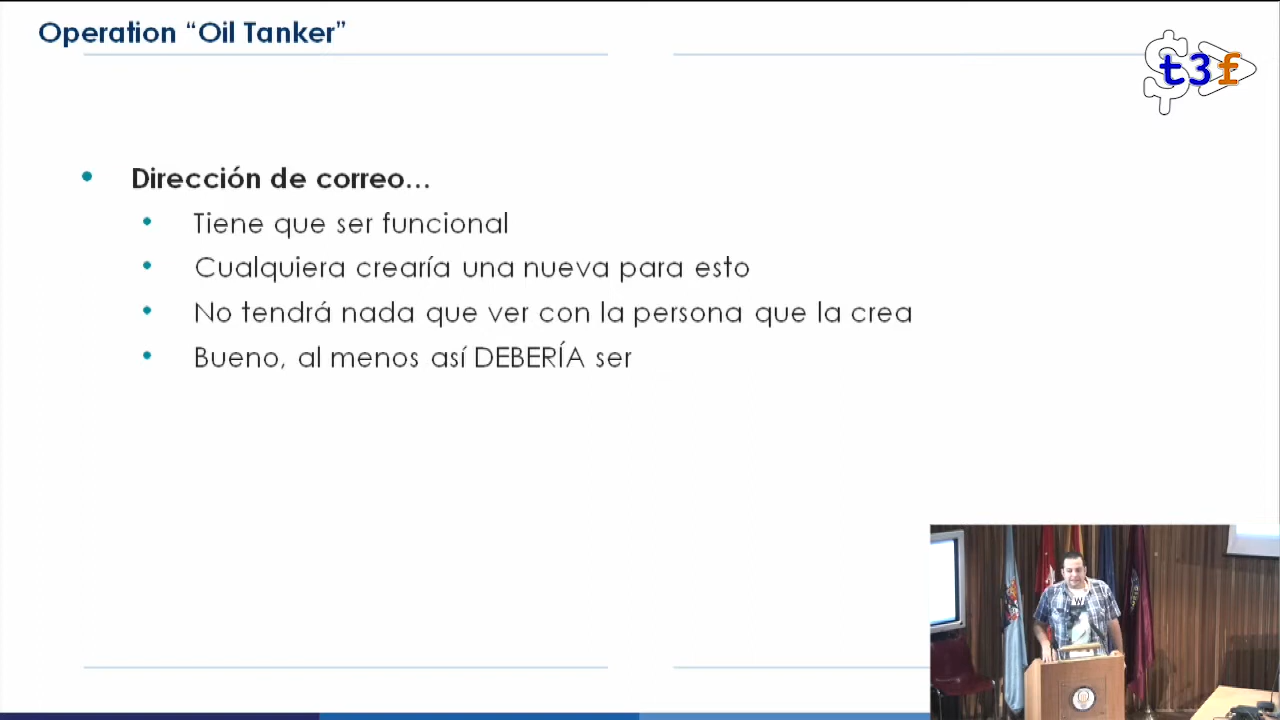 Operation “Oil Tanker”
t3f
Dirección de correo…
Tiene que ser funcional
Cualquiera crearía una nueva para esto
No tendrá nada que ver con la persona que la crea
Bueno, al menos así DEBERÍA ser